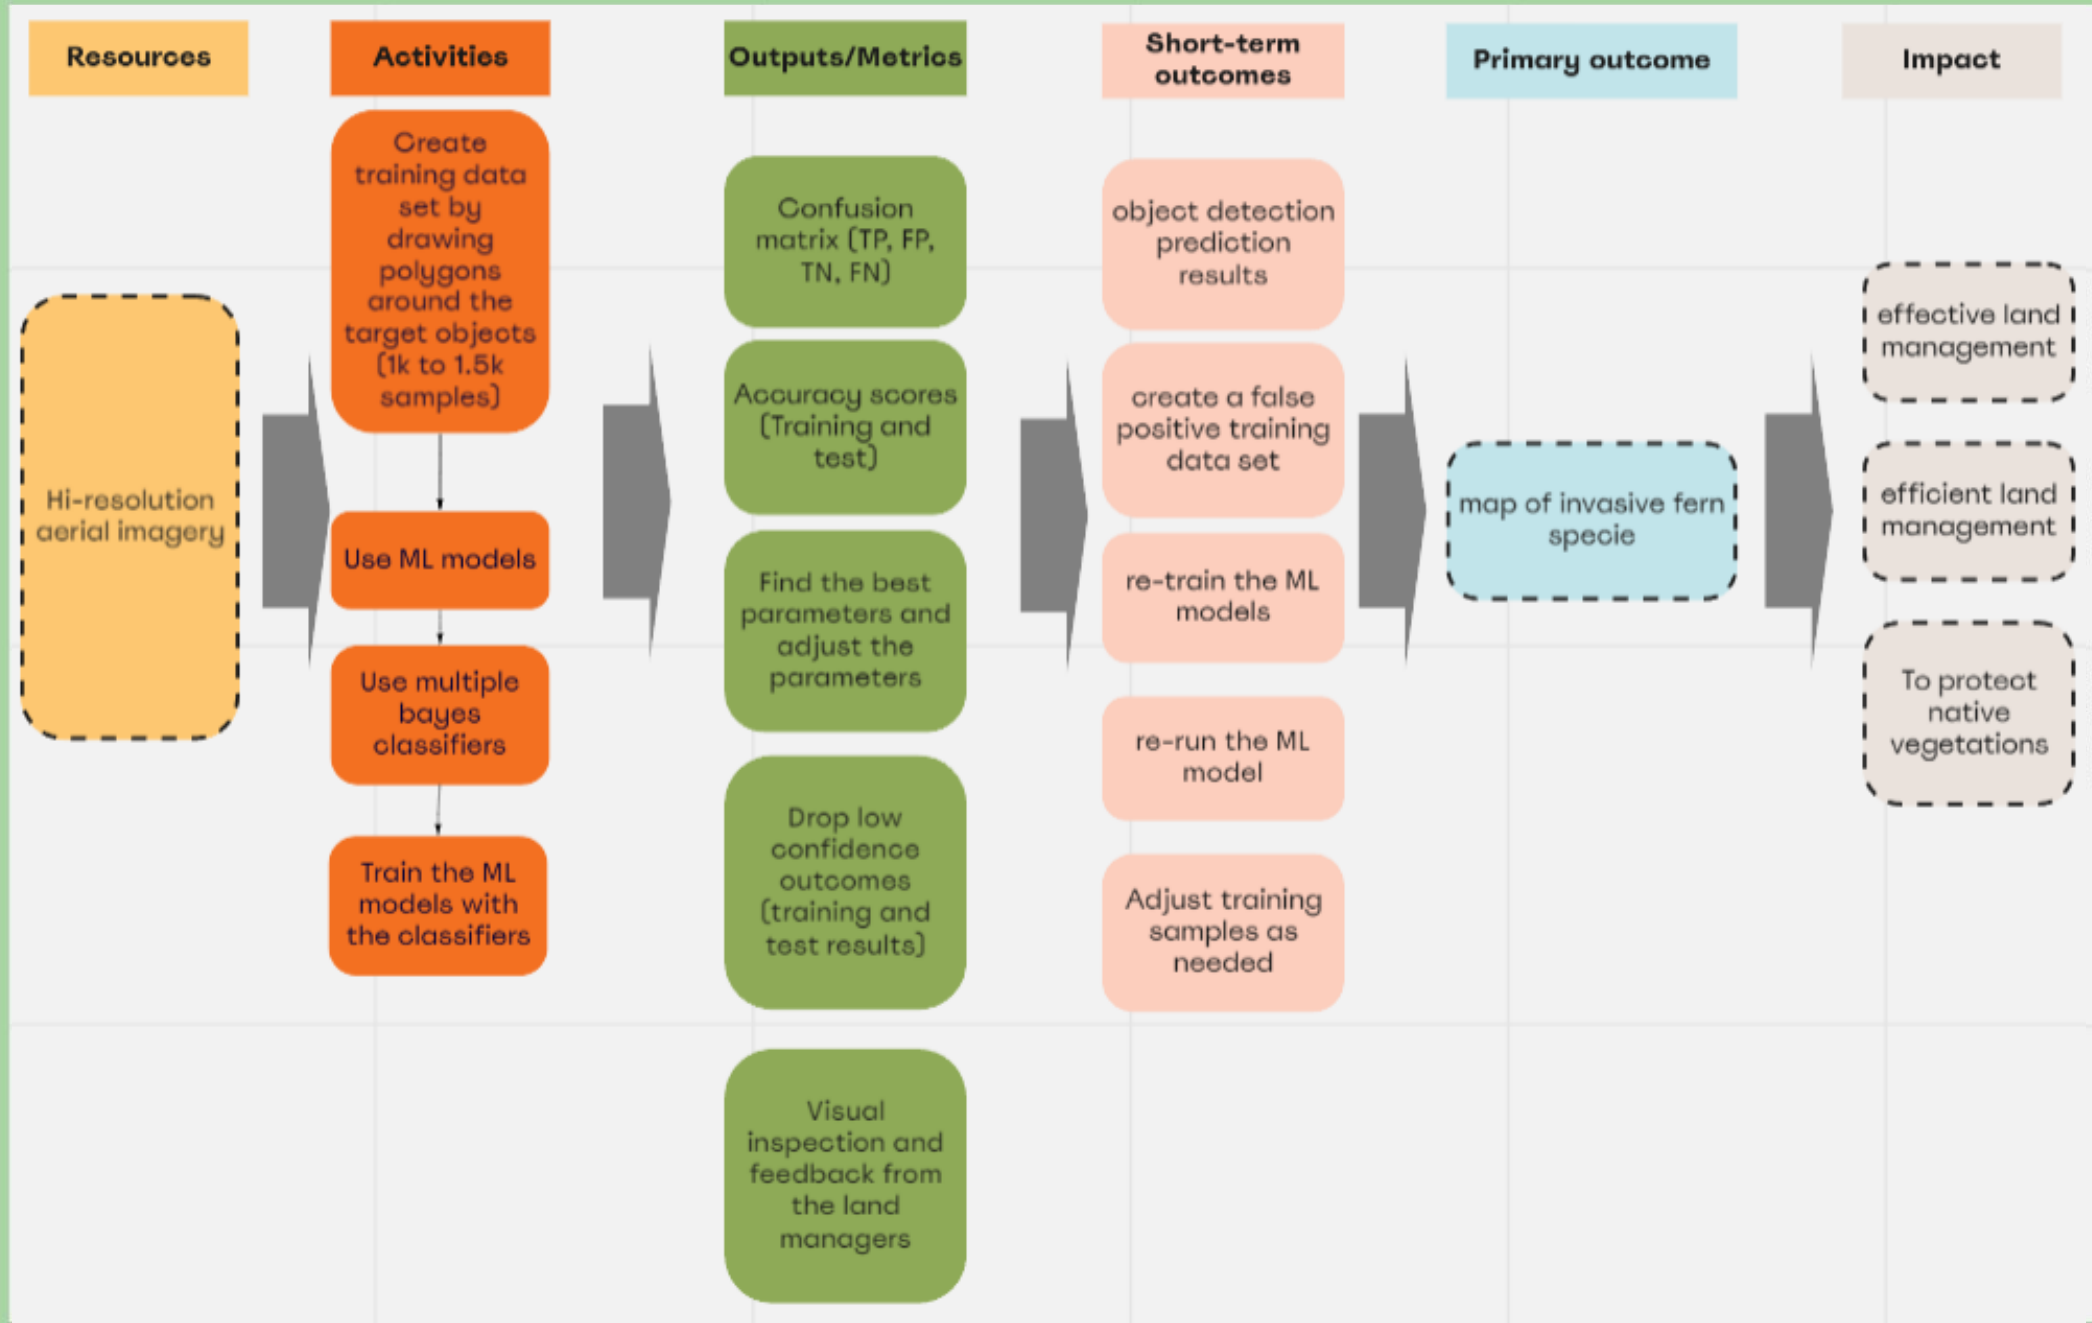 Resources
Activities
Outputs/Metrics
Short-term
outcomes
Primary outcome
Impact
Hi-resolution
aerial imagery
Create
training data
set by
drawing
polygons
around the
target objects
(1k to 1.5k
samples)
Use ML models
Use multiple
bayes
classifiers
Train the ML
models with
the classifiers
Confusion
matrix (TP, FP,
TN, FN)
Accuracy scores
(Training and
test)
Find the best
parameters and
adjust the
parameters
Drop low
confidence
outcomes
(training and
test results)
Visual
inspection and
feedback from
the land
managers
object detection
prediction
results
create a false
positive training
data set
re-train the ML
models
re-run the ML
model
Adjust training
samples as
needed
map of invasive fern
specie
effective land
management
efficient land
management
To protect
native
vegetations